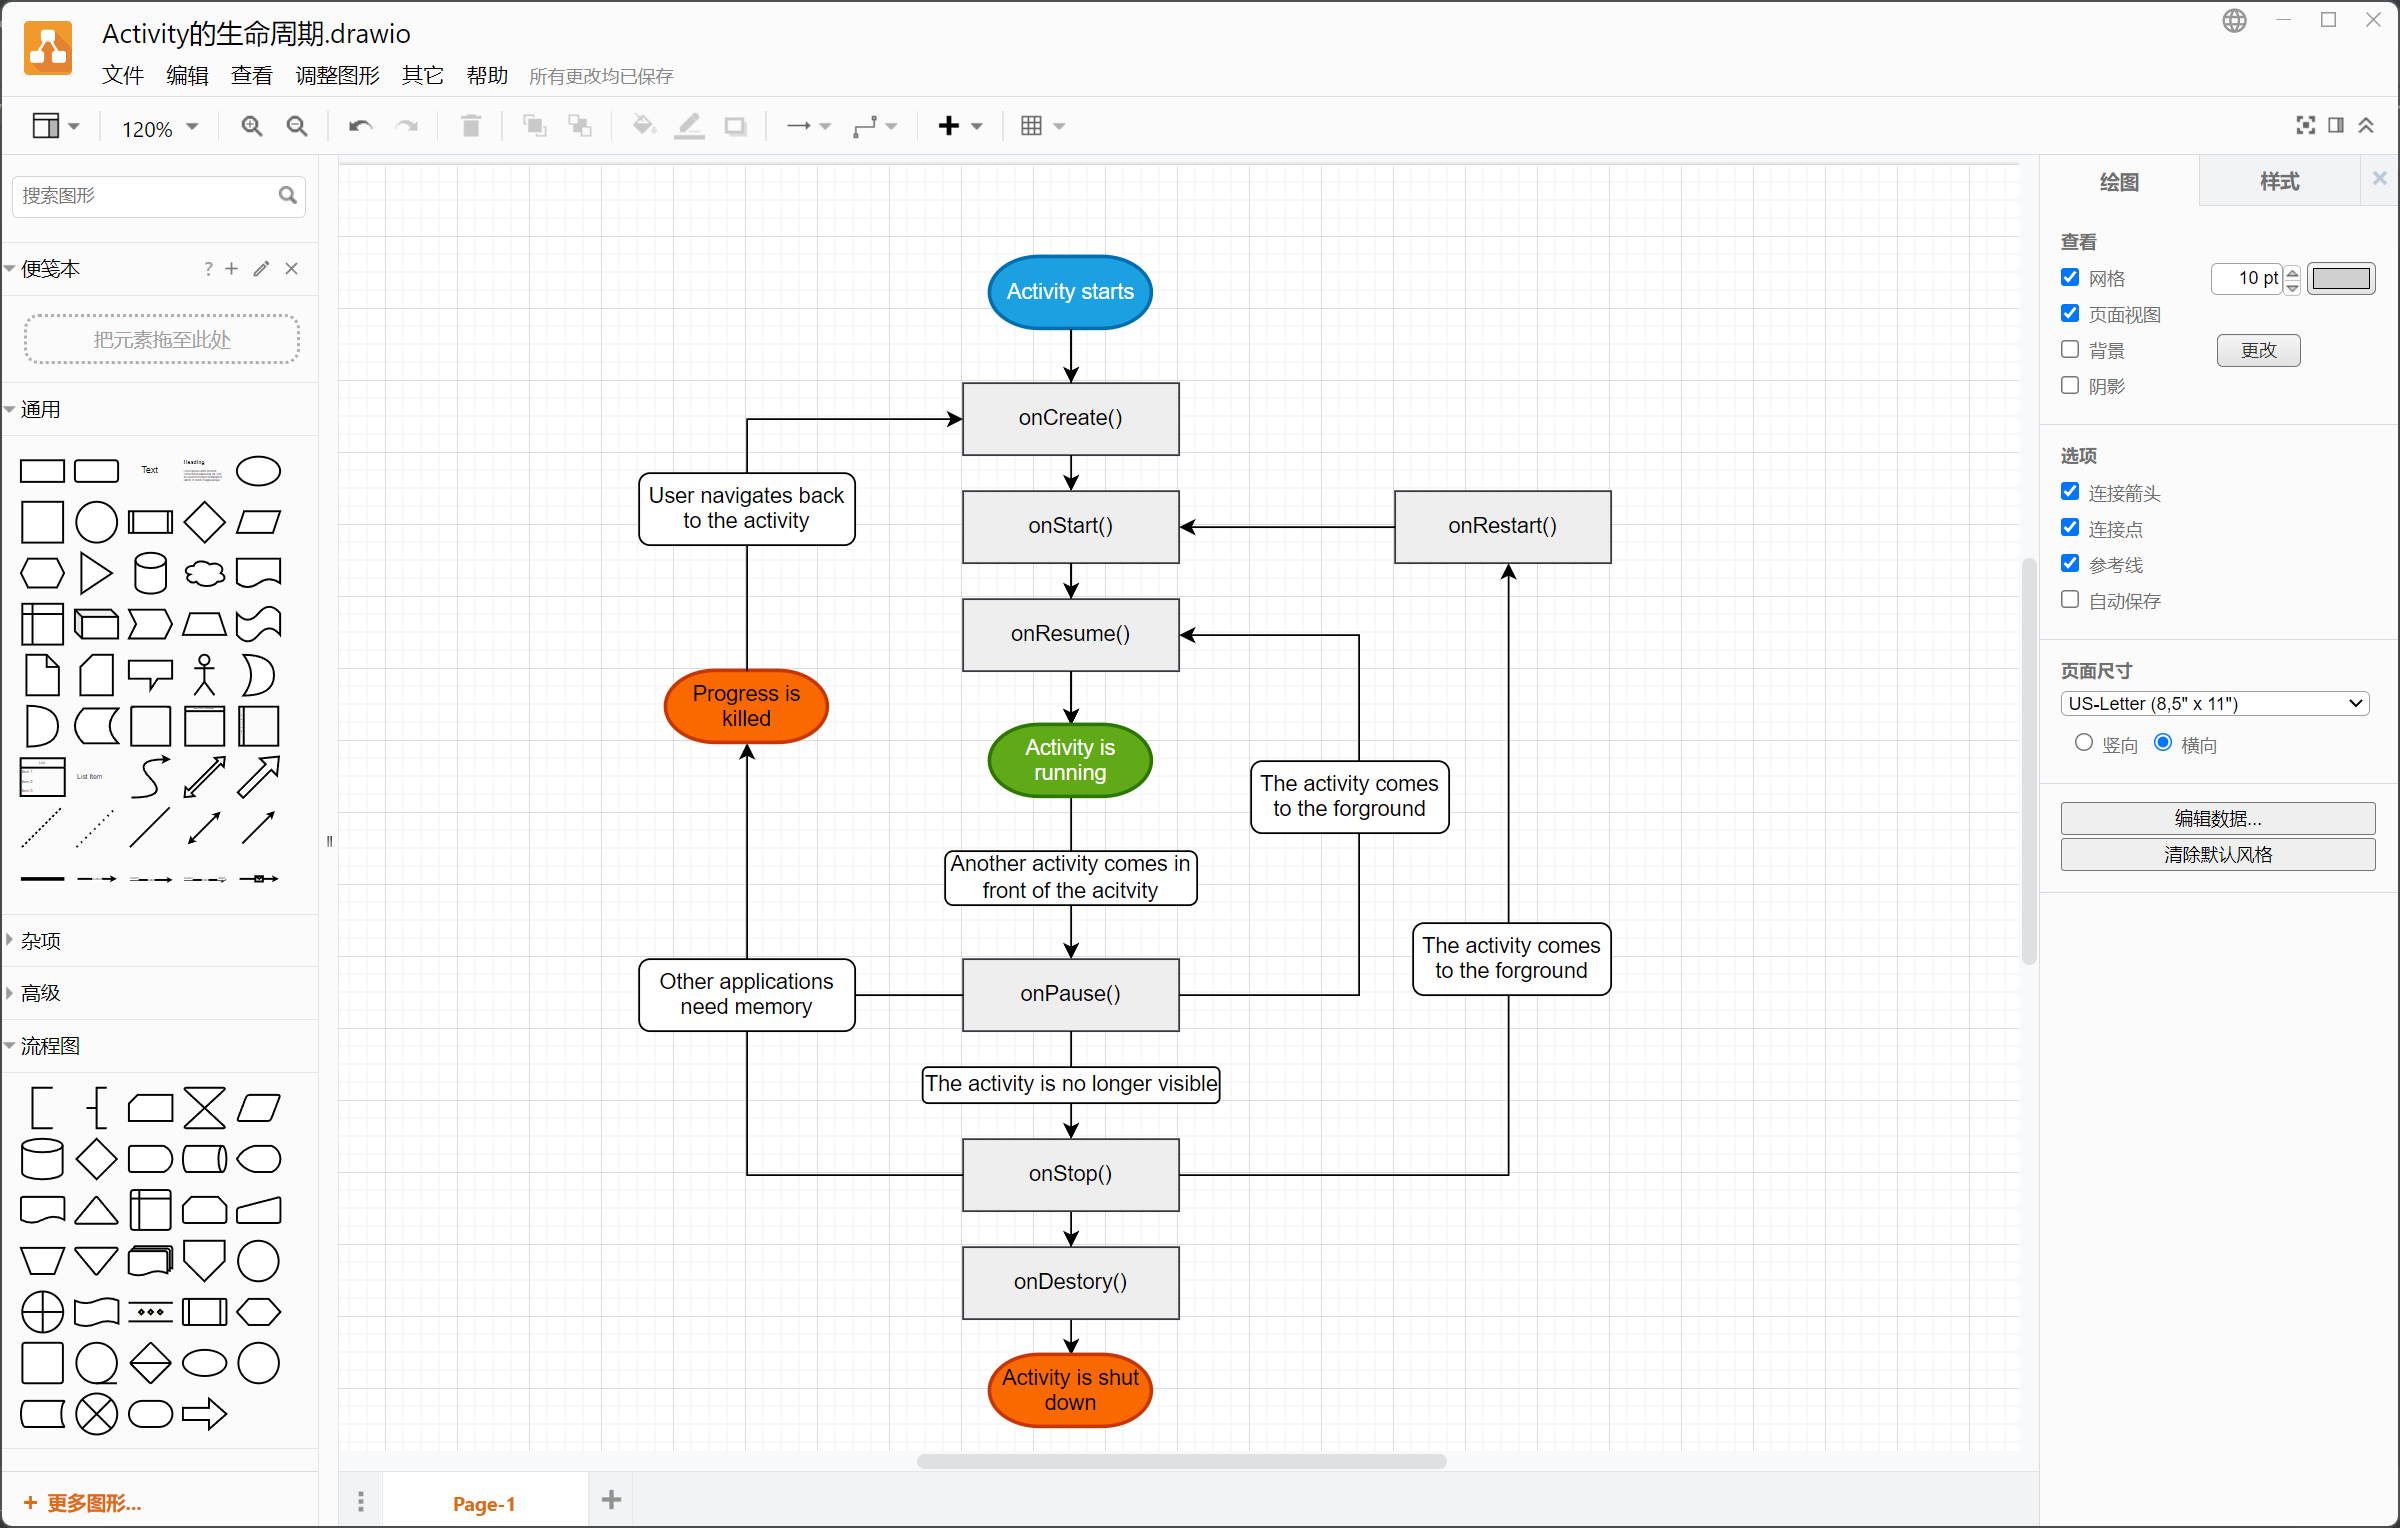 Activity的生命周期.drawio
文件 编辑 查看 调整图形 其它 帮助 所有更改均已保存
120%
搜索图形
便笺本 ?
把元素拖至此处
通用
Text
Heading
List
Item 1
Item 2
Item 3
List Item
杂项
高级
流程图
更多图形...
Activity starts
onCreate()
User navigates back
to the activity
onStart()
onRestart()
onResume()
Progress is
killed
Activity is
running
The activity comes
to the forground
Another activity comes in
front of the acitvity
The activity comes
to the forground
Other applications
need memory
onPause()
The activity is no longer visible
onStop()
onDestory()
Activity is shut
down
Page-1
绘图 样式
查看
网格 10 pt
页面视图
背景 更改
阴影
选项
连接箭头
连接点
参考线
自动保存
页面尺寸
US-Letter (8,5" x 11")
竖向 横向
编辑数据...
清除默认风格